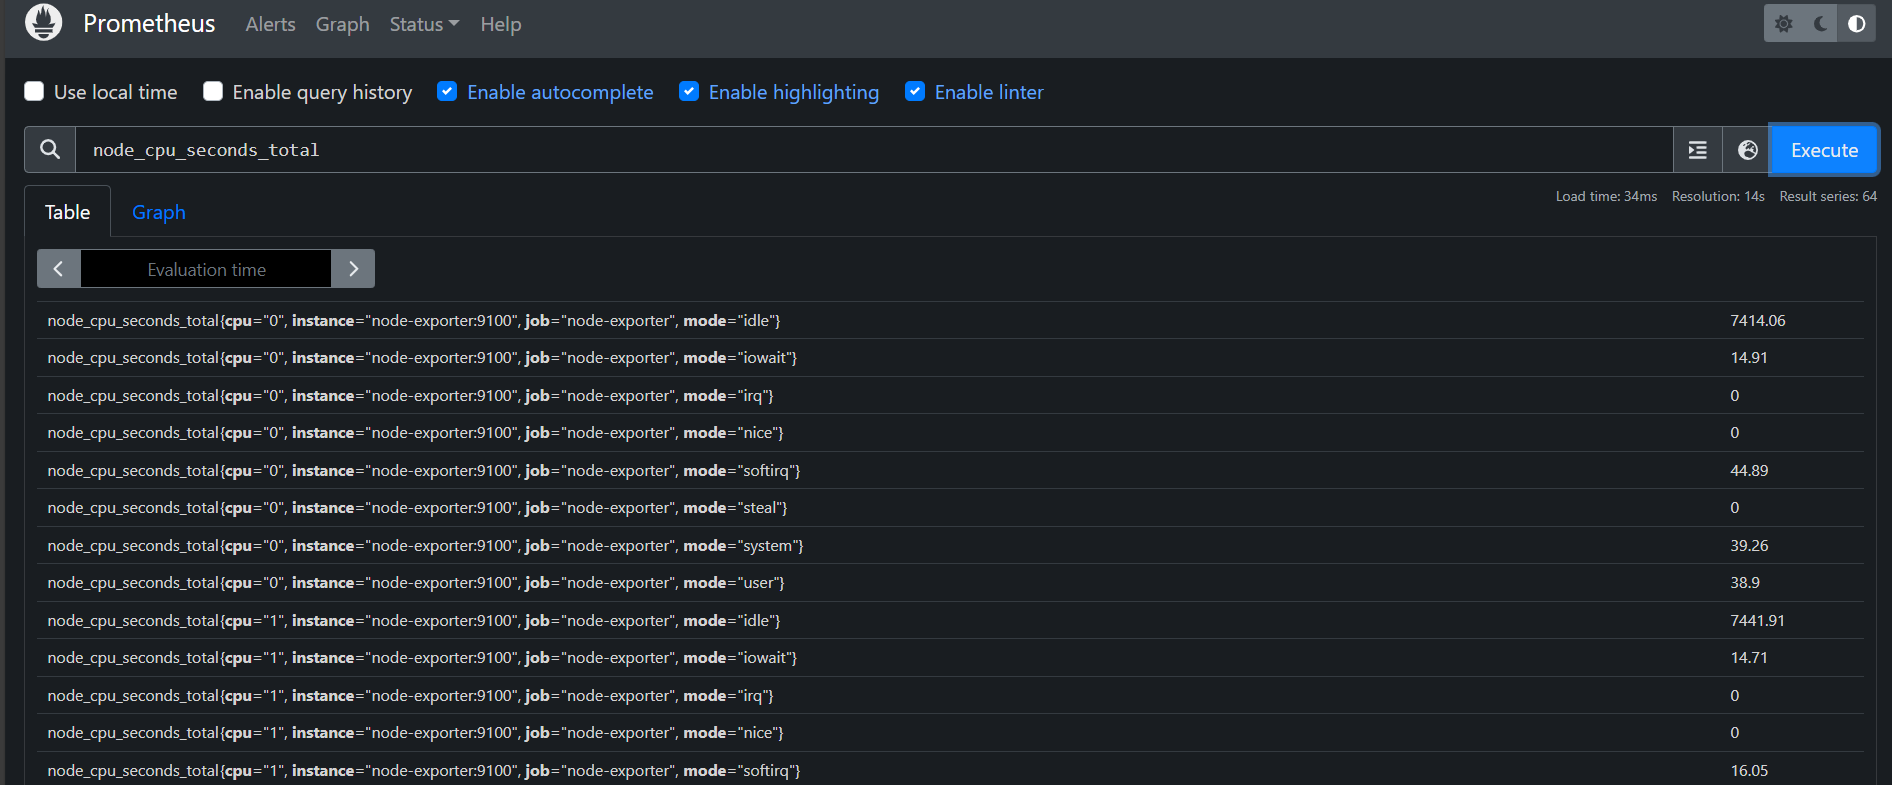 Prometheus Alerts Graph Status Help
Use local time Enable query history Enable autocomplete Enable highlighting Enable linter
node_cpu_seconds_total Execute
Table Graph Load time: 34ms Resolution: 14s Result series: 64
Evaluation time
node_cpu_seconds_total{cpu="0", instance="node-exporter:9100", job="node-exporter", mode="idle"} 7414.06
node_cpu_seconds_total{cpu="0", instance="node-exporter:9100", job="node-exporter", mode="iowait"} 14.91
node_cpu_seconds_total{cpu="0", instance="node-exporter:9100", job="node-exporter", mode="irq"} 0
node_cpu_seconds_total{cpu="0", instance="node-exporter:9100", job="node-exporter", mode="nice"} 0
node_cpu_seconds_total{cpu="0", instance="node-exporter:9100", job="node-exporter", mode="softirq"} 44.89
node_cpu_seconds_total{cpu="0", instance="node-exporter:9100", job="node-exporter", mode="steal"} 0
node_cpu_seconds_total{cpu="0", instance="node-exporter:9100", job="node-exporter", mode="system"} 39.26
node_cpu_seconds_total{cpu="0", instance="node-exporter:9100", job="node-exporter", mode="user"} 38.9
node_cpu_seconds_total{cpu="1", instance="node-exporter:9100", job="node-exporter", mode="idle"} 7441.91
node_cpu_seconds_total{cpu="1", instance="node-exporter:9100", job="node-exporter", mode="iowait"} 14.71
node_cpu_seconds_total{cpu="1", instance="node-exporter:9100", job="node-exporter", mode="irq"} 0
node_cpu_seconds_total{cpu="1", instance="node-exporter:9100", job="node-exporter", mode="nice"} 0
node_cpu_seconds_total{cpu="1", instance="node-exporter:9100", job="node-exporter", mode="softirq"} 16.05